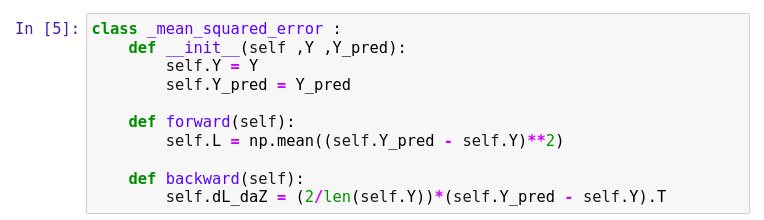 In [5]: class _mean_squared_error :
    def __init__(self ,Y ,Y_pred):
        self.Y = Y
        self.Y_pred = Y_pred

    def forward(self):
        self.L = np.mean((self.Y_pred - self.Y)**2)

    def backward(self):
        self.dL_daZ = (2/len(self.Y))*(self.Y_pred - self.Y).T